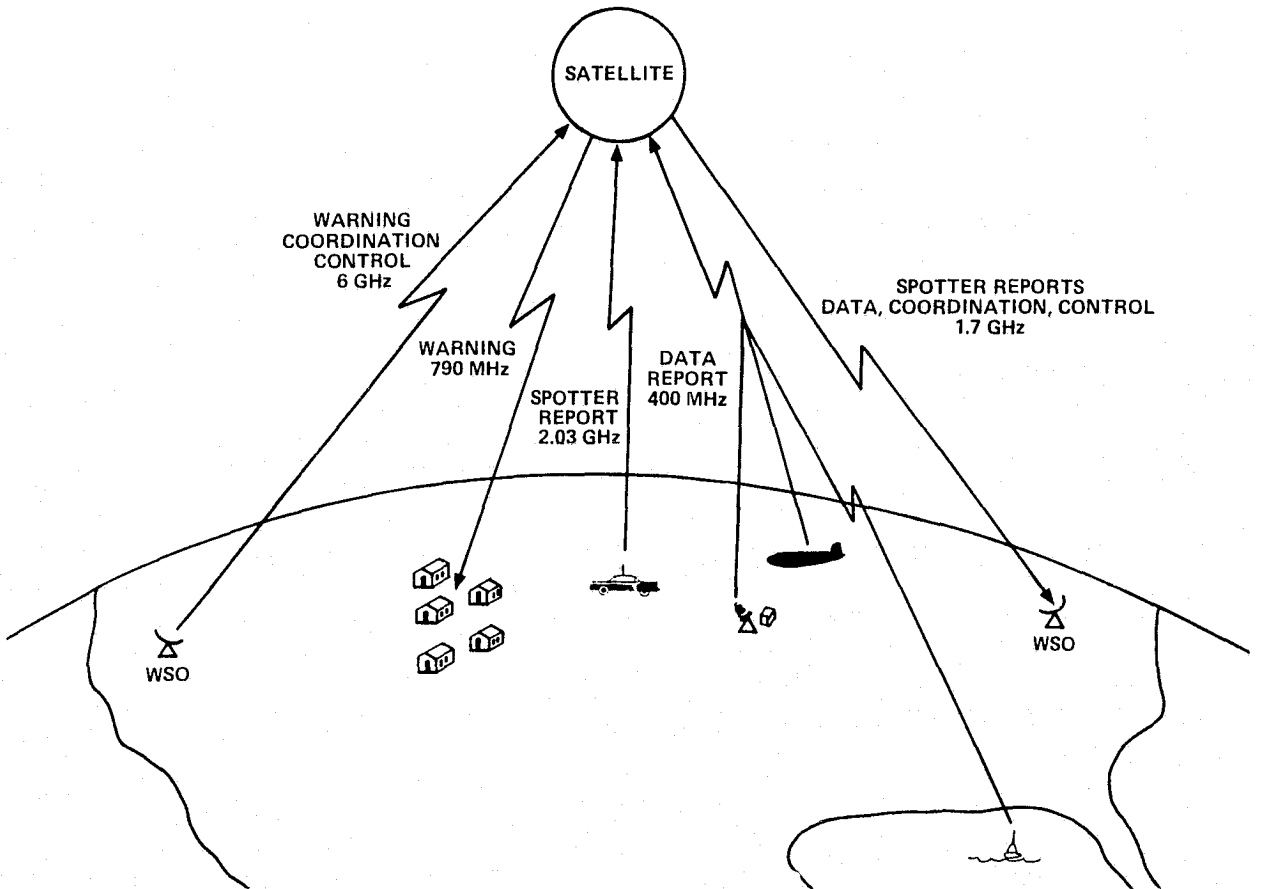 SATELLITE
WARNING
COORDINATION
CONTROL
6 GHz
WARNING
790 MHz
SPOTTER
REPORT
2.03 GHz
DATA
REPORT
400 MHz
SPOTTER REPORTS
DATA, COORDINATION, CONTROL
1.7 GHz
WSO
WSO